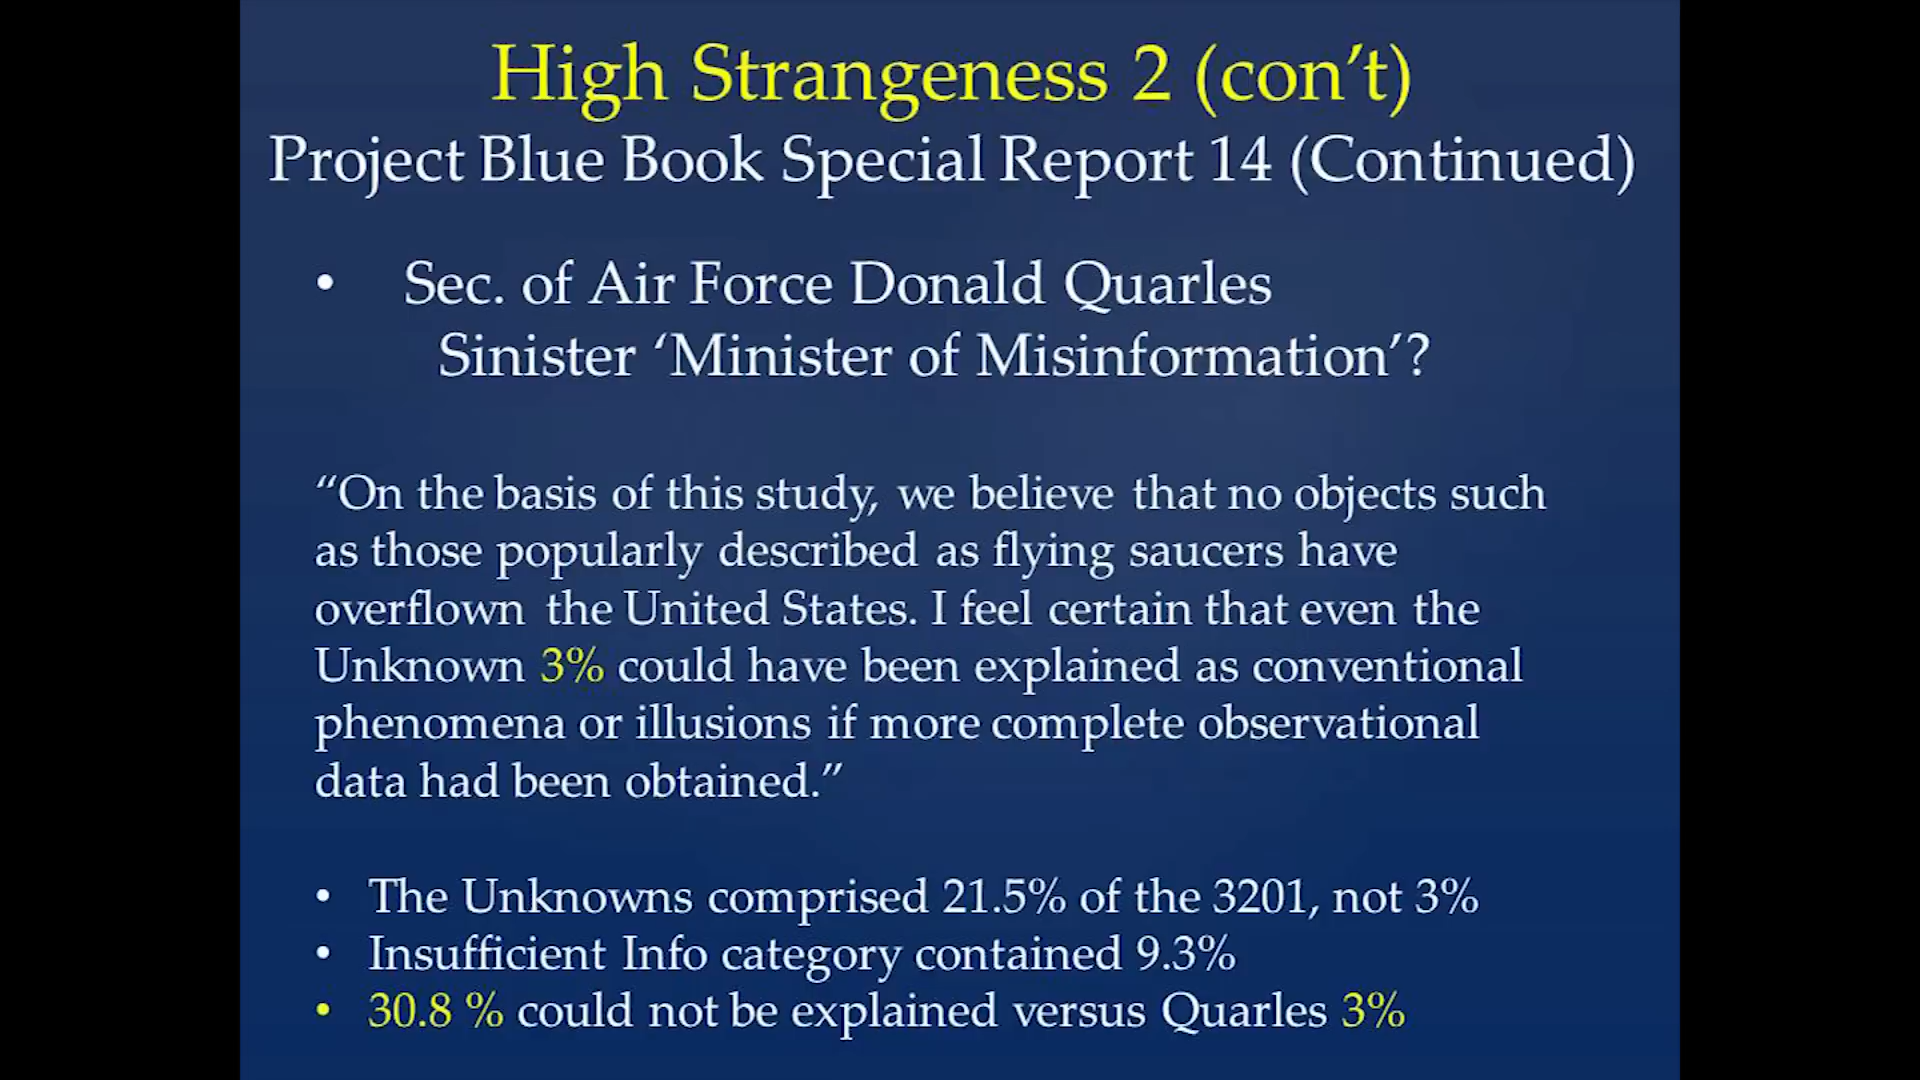 High Strangeness 2 (con’t)
Project Blue Book Special Report 14 (Continued)
• Sec. of Air Force Donald Quarles
Sinister ‘Minister of Misinformation’?
“On the basis of this study, we believe that no objects such
as those popularly described as flying saucers have
overflown the United States. I feel certain that even the
Unknown 3% could have been explained as conventional
phenomena or illusions if more complete observational
data had been obtained.”
• The Unknowns comprised 21.5% of the 3201, not 3%
• Insufficient Info category contained 9.3%
• 30.8 % could not be explained versus Quarles 3%